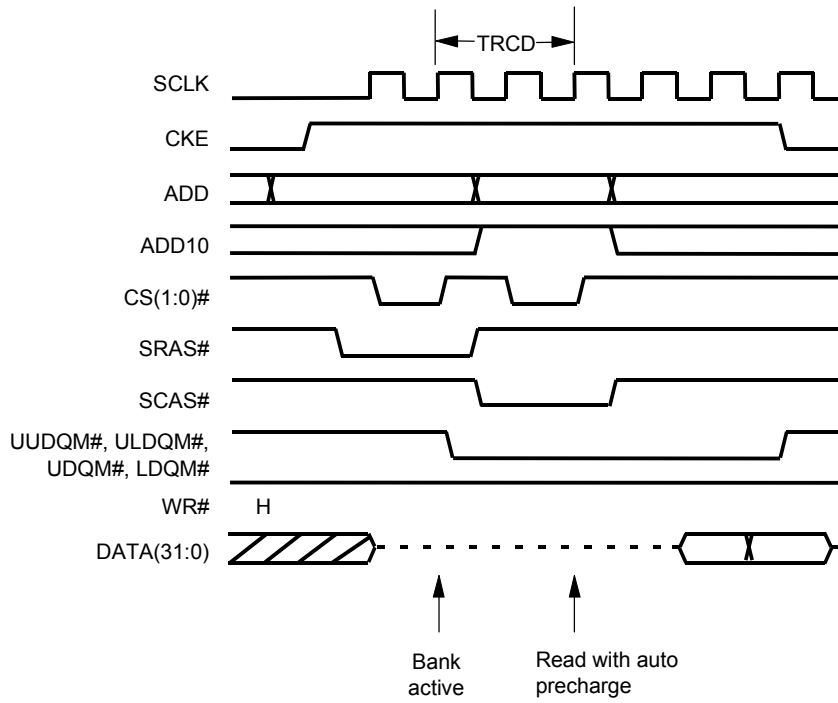 TRCD
SCLK
CKE
ADD
ADD10
CS(1:0)#
SRAS#
SCAS#
UUDQM#, ULDQM#,
UDQM#, LDQM#
WR# H
DATA(31:0)
Bank
active
Read with auto
precharge